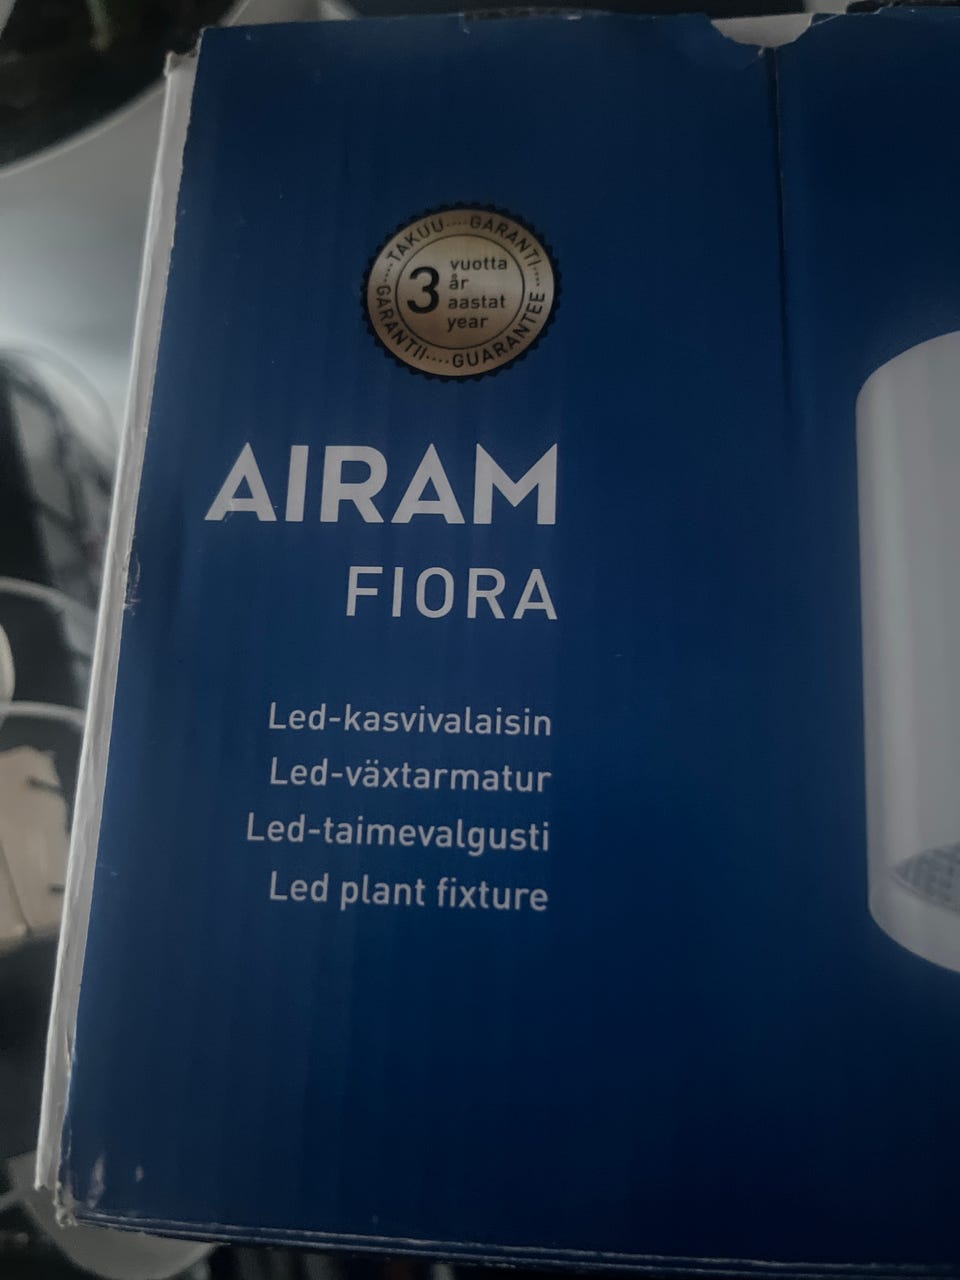 TAKUU····GARANTI····
GARANTII····GUARANTEE
3 vuotta
år
aastat
year
AIRAM
FIORA
Led-kasvivalaisin
Led-växtarmatur
Led-taimevalgusti
Led plant fixture